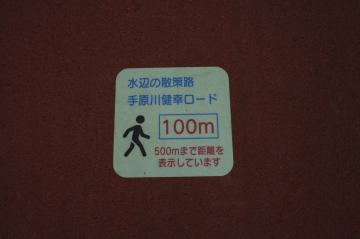 水辺の散策路
手原川健幸ロード
100m
500mまで距離を
表示しています